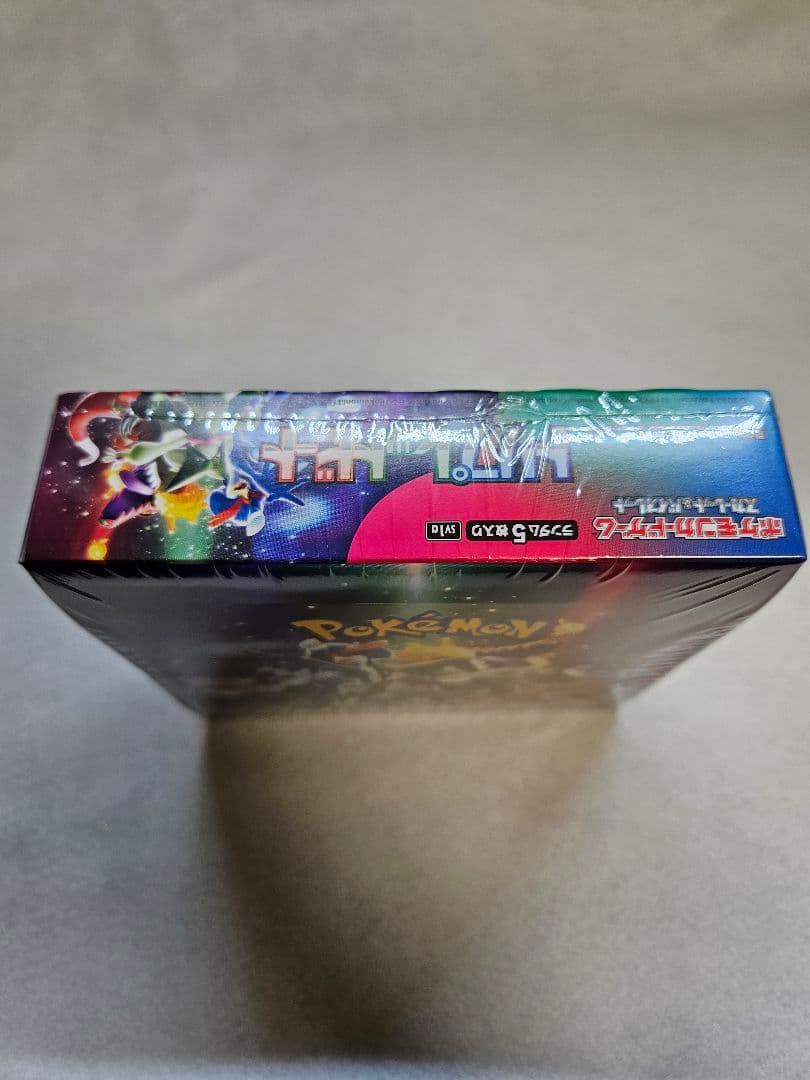 ポケモンカードゲーム
スカーレット&バイオレット
トリプレットビート
ランダム5枚入り
sv1a
POKÉMON